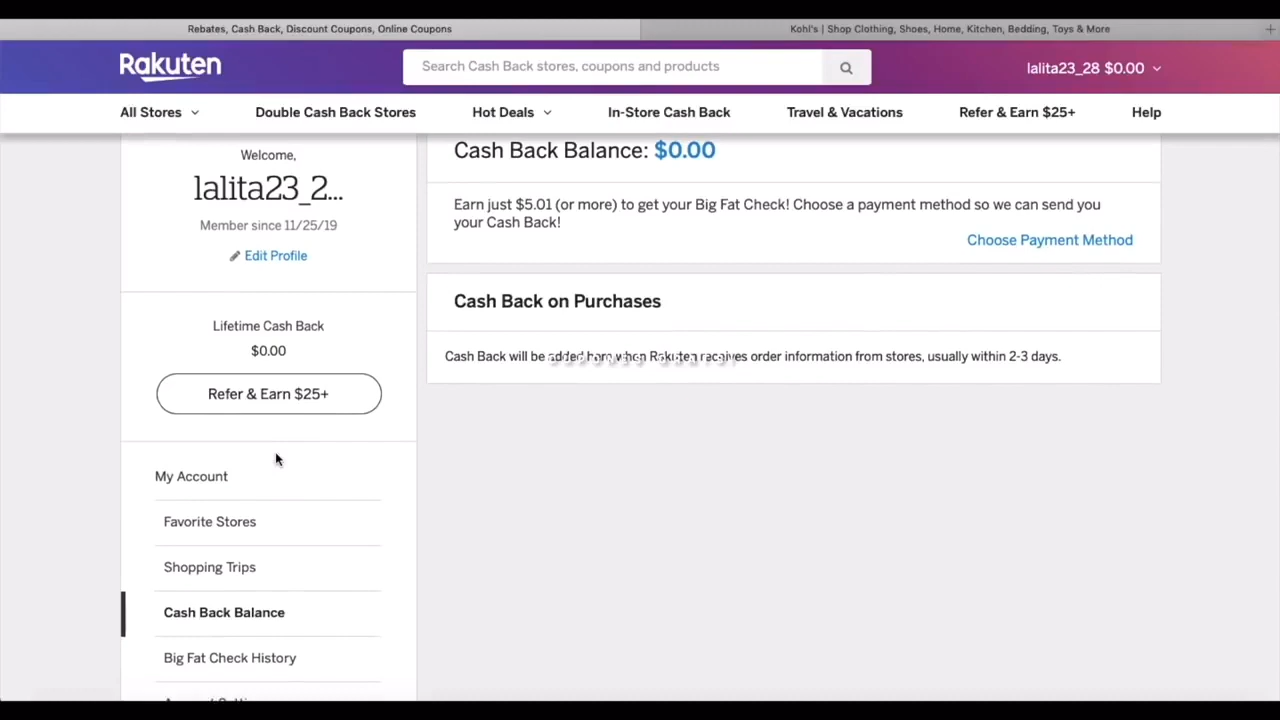 Rebates, Cash Back, Discount Coupons, Online Coupons
Kohl's | Shop Clothing, Shoes, Home, Kitchen, Bedding, Toys & More
Rakuten
Search Cash Back stores, coupons and products
lalita23_28 $0.00
All Stores
Double Cash Back Stores
Hot Deals
In-Store Cash Back
Travel & Vacations
Refer & Earn $25+
Help
Welcome,
lalita23_2...
Member since 11/25/19
Edit Profile
Lifetime Cash Back
$0.00
Refer & Earn $25+
My Account
Favorite Stores
Shopping Trips
Cash Back Balance
Big Fat Check History
Cash Back Balance: $0.00
Earn just $5.01 (or more) to get your Big Fat Check! Choose a payment method so we can send you
your Cash Back!
Choose Payment Method
Cash Back on Purchases
Cash Back will be added here when Rakuten receives order information from stores, usually within 2-3 days.